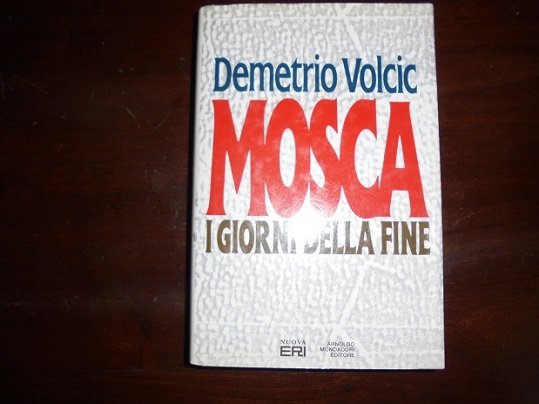 Demetrio Volcic
MOSCA
I GIORNI DELLA FINE
NUOVA
ERI
ARNOLDO
MONDADORI
EDITORE